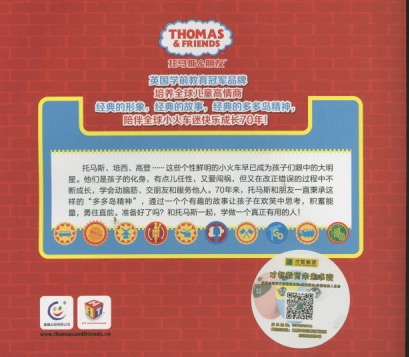 THOMAS
& FRIENDS
托马斯&朋友
英国学前教育冠军品牌
培养全球儿童高情商
经典的形象，经典的故事，经典的多多岛精神，
陪伴全球小火车迷快乐成长70年！
托马斯、培西、高登……这些个性鲜明的小火车早已成为孩子们眼中的大明
星。他们是孩子的化身，有点儿任性，又爱闯祸，但又在改正错误的过程中不
断成长，学会动脑筋、交朋友和服务他人。70年来，托马斯和朋友一直秉承这
样的“多多岛精神”，通过一个个有趣的故事让孩子在欢笑中思考，积蓄能
量，勇往直前。准备好了吗？和托马斯一起，学做一个真正有用的人！
www.thomasandfriends.cn